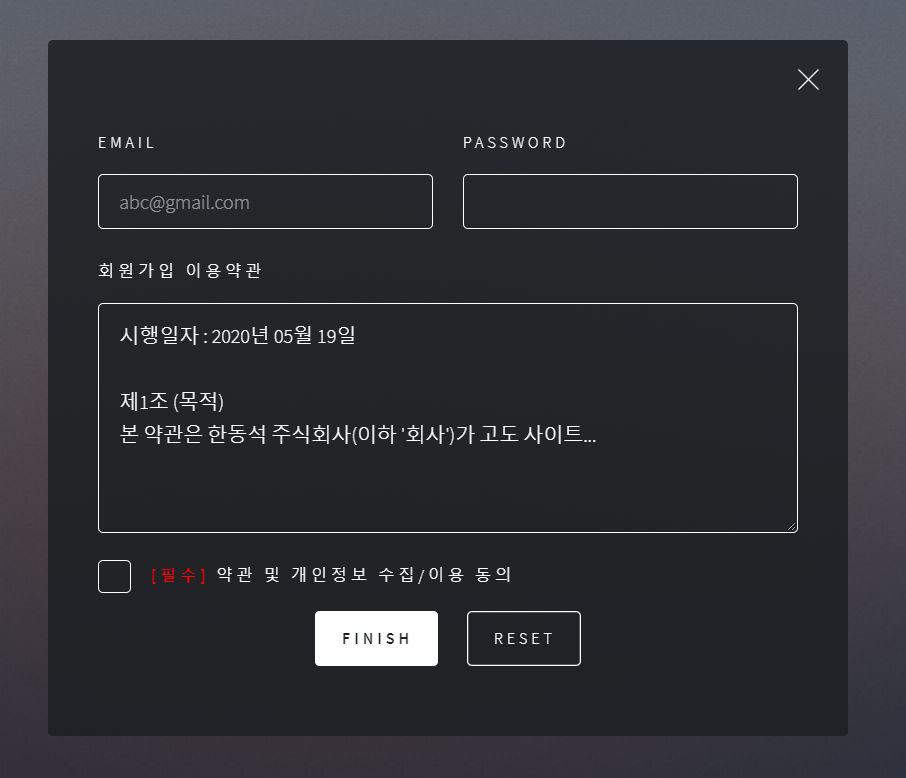 EMAIL PASSWORD
abc@gmail.com
회원가입 이용약관
시행일자 : 2020년 05월 19일
제1조 (목적)
본 약관은 한동석 주식회사(이하 '회사')가 고도 사이트...
[필수] 약관 및 개인정보 수집/이용 동의
FINISH RESET